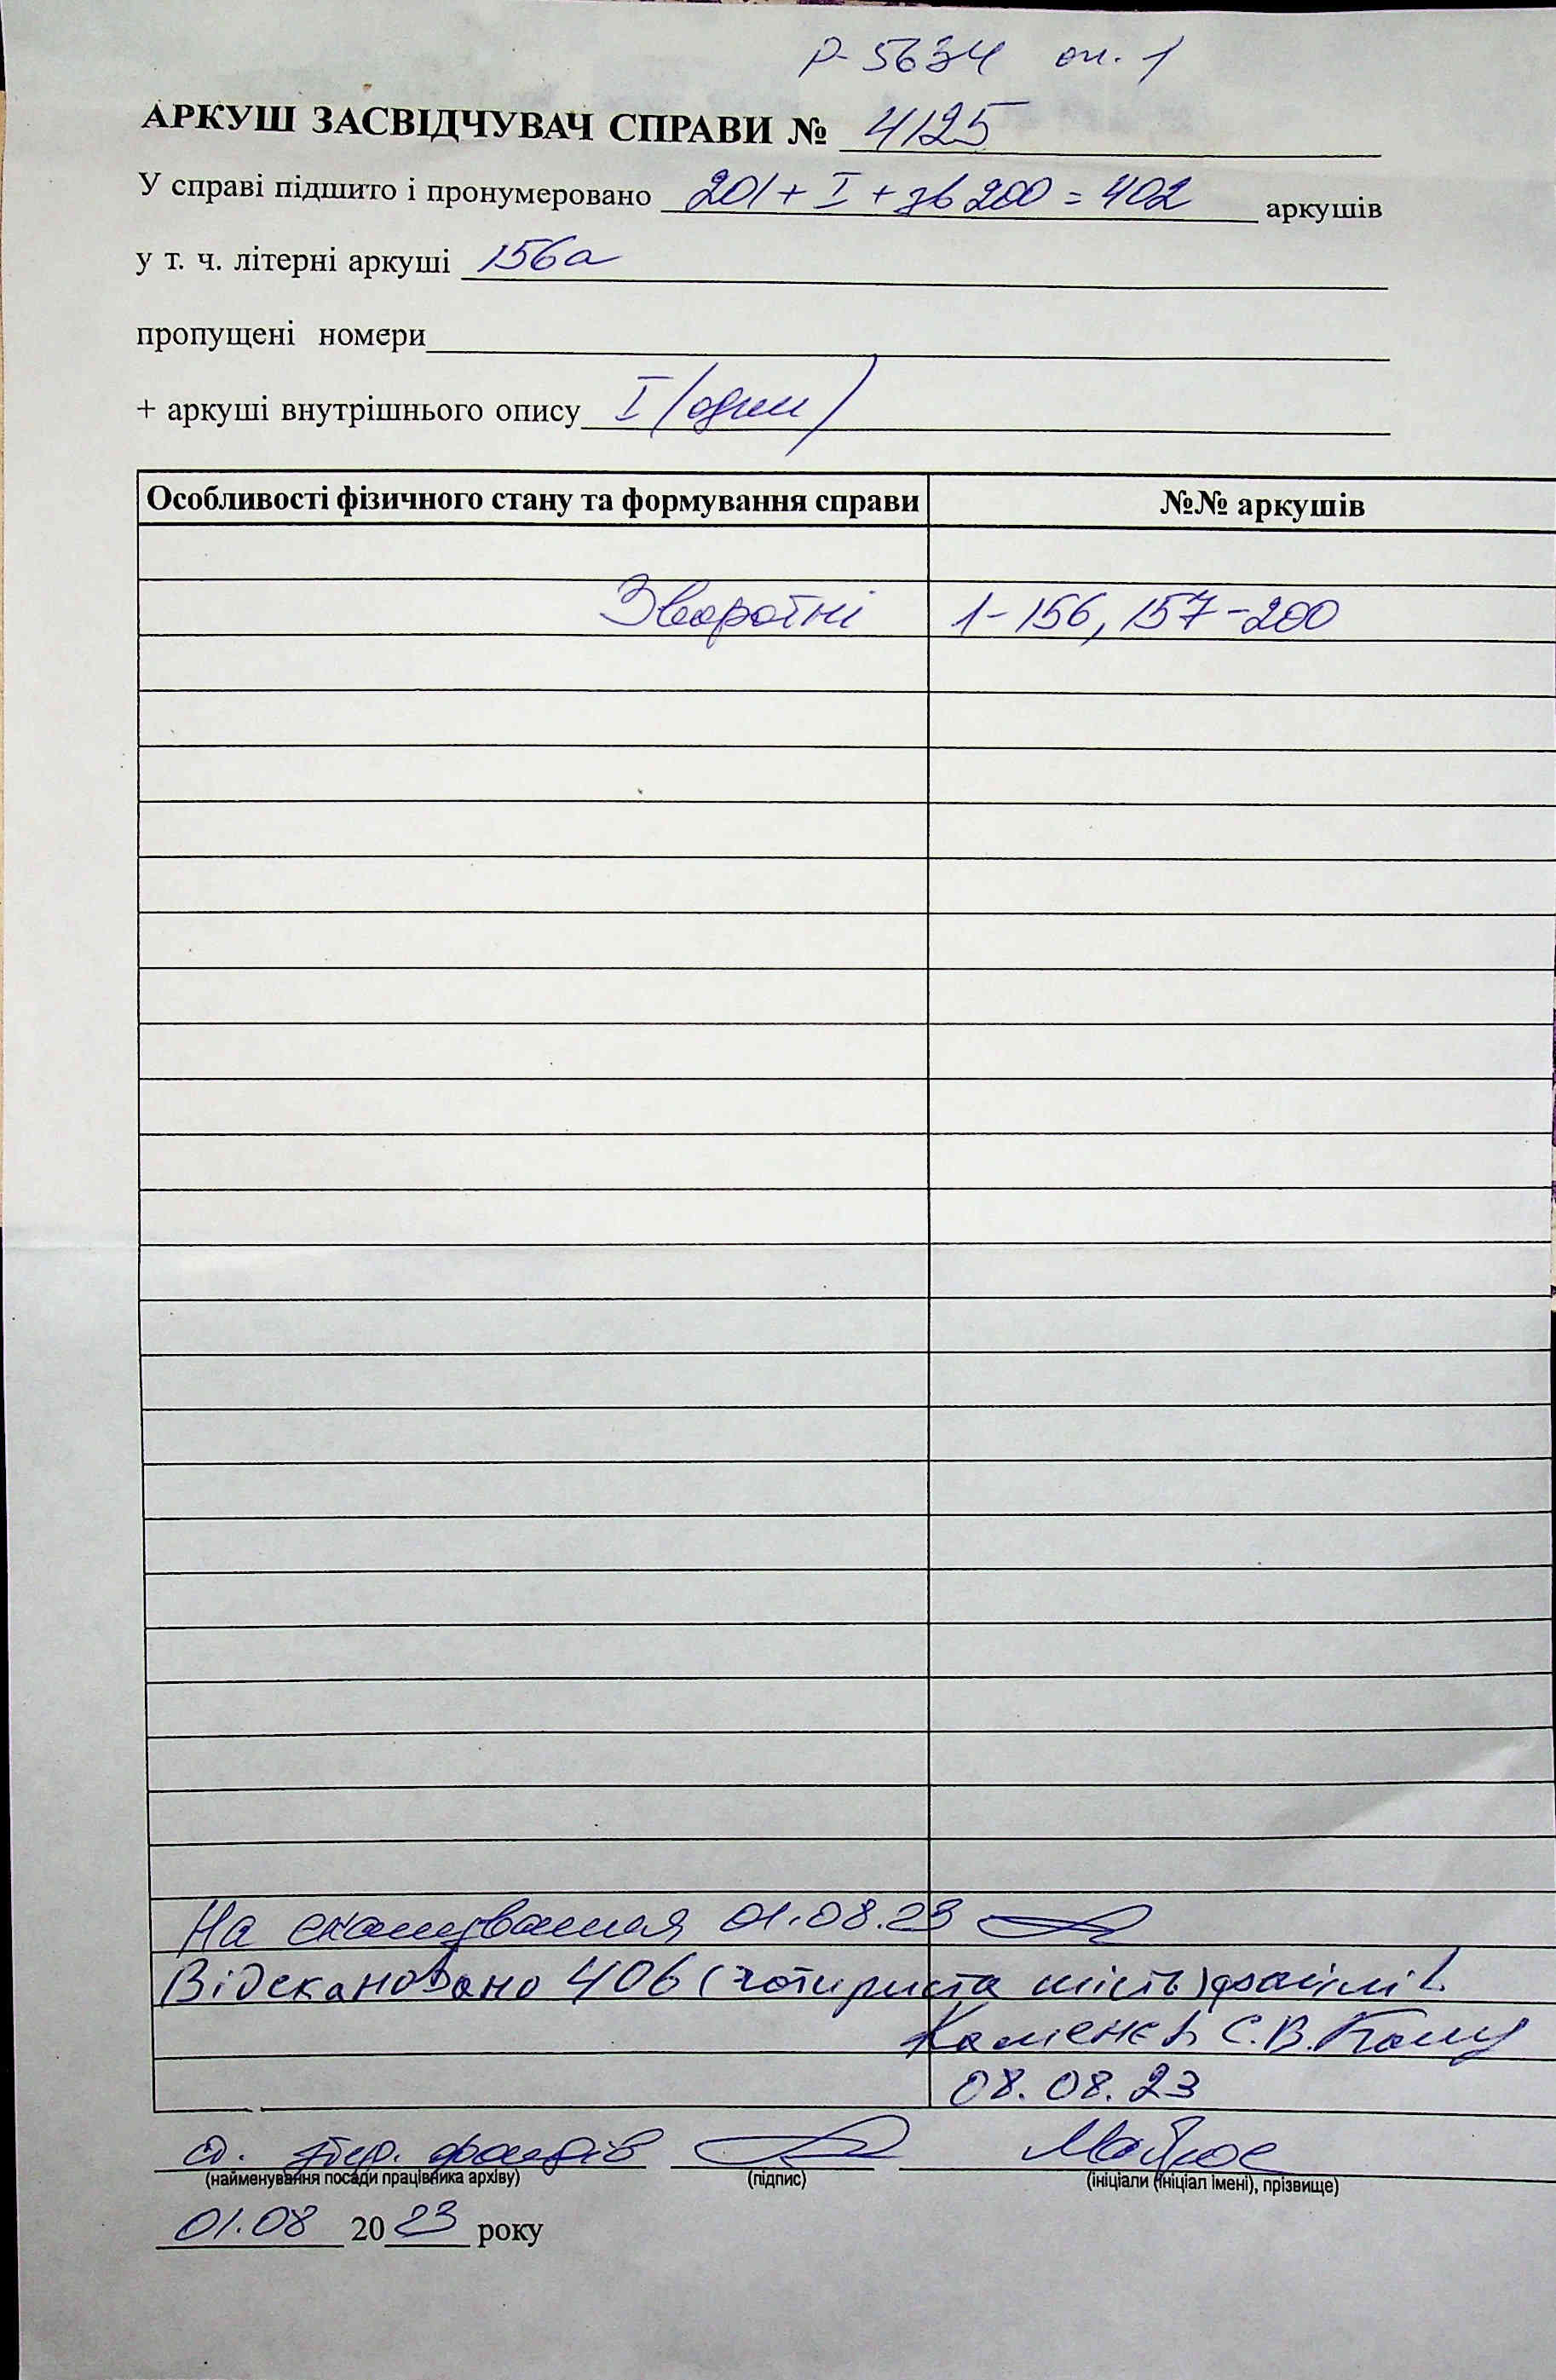 Р-5634 оп. 1
АРКУШ ЗАСВІДЧУВАЧ СПРАВИ № 4125
У справі підшито і пронумеровано 201 + I + зв 200 = 402 аркушів
у т. ч. літерні аркуші 156а
пропущені номери
+ аркуші внутрішнього опису I (один)
Особливості фізичного стану та формування справи №№ аркушів
Зворотні 1-156, 157-200
На сканування 01.08.23
Відскановано 406 (чотириста шість) файлів
Каменєв С.В.
08.08.23
фондів
(найменування посади працівника архіву) (підпис) (ініціали (ініціал імені), прізвище)
01.08 2023 року